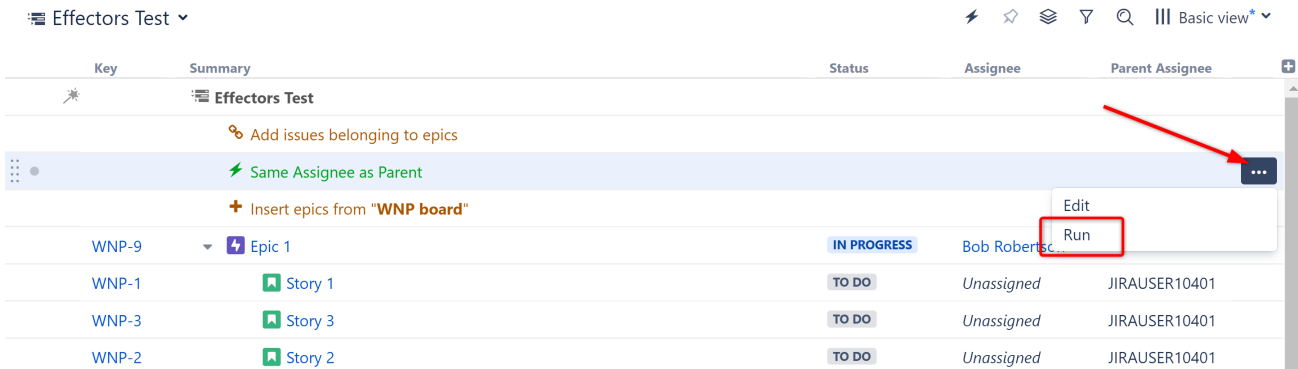 Effectors Test
Basic view*
Key Summary Status Assignee Parent Assignee
Effectors Test
Add issues belonging to epics
Same Assignee as Parent
Insert epics from "WNP board"
Edit
Run
WNP-9 Epic 1 IN PROGRESS Bob Robertson
WNP-1 Story 1 TO DO Unassigned JIRAUSER10401
WNP-3 Story 3 TO DO Unassigned JIRAUSER10401
WNP-2 Story 2 TO DO Unassigned JIRAUSER10401